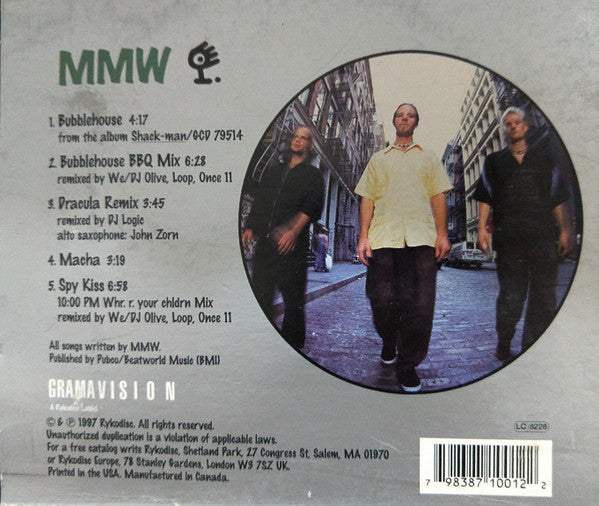 MMW
1. Bubblehouse 4:17
from the album Shack-man/GCD 79514
2. Bubblehouse BBQ Mix 6:28
remixed by We/DJ Olive, Loop, Once 11
3. Dracula Remix 3:45
remixed by DJ Logic
alto saxophone: John Zorn
4. Macha 3:19
5. Spy Kiss 6:58
10:00 PM Whr. r. your chldrn Mix
remixed by We/DJ Olive, Loop, Once 11
All songs written by MMW.
Published by Pubco/Beatworld Music (BMI)
GRAMAVISION
A Rykodisc Label
© & ℗ 1997 Rykodisc. All rights reserved.
Unauthorized duplication is a violation of applicable laws.
For a free catalog write Rykodisc, Shetland Park, 27 Congress St, Salem, MA 01970
or Rykodisc Europe, 78 Stanley Gardens, London W3 7SZ UK.
Printed in the USA. Manufactured in Canada.
LC 8228
7 98387 10012 2